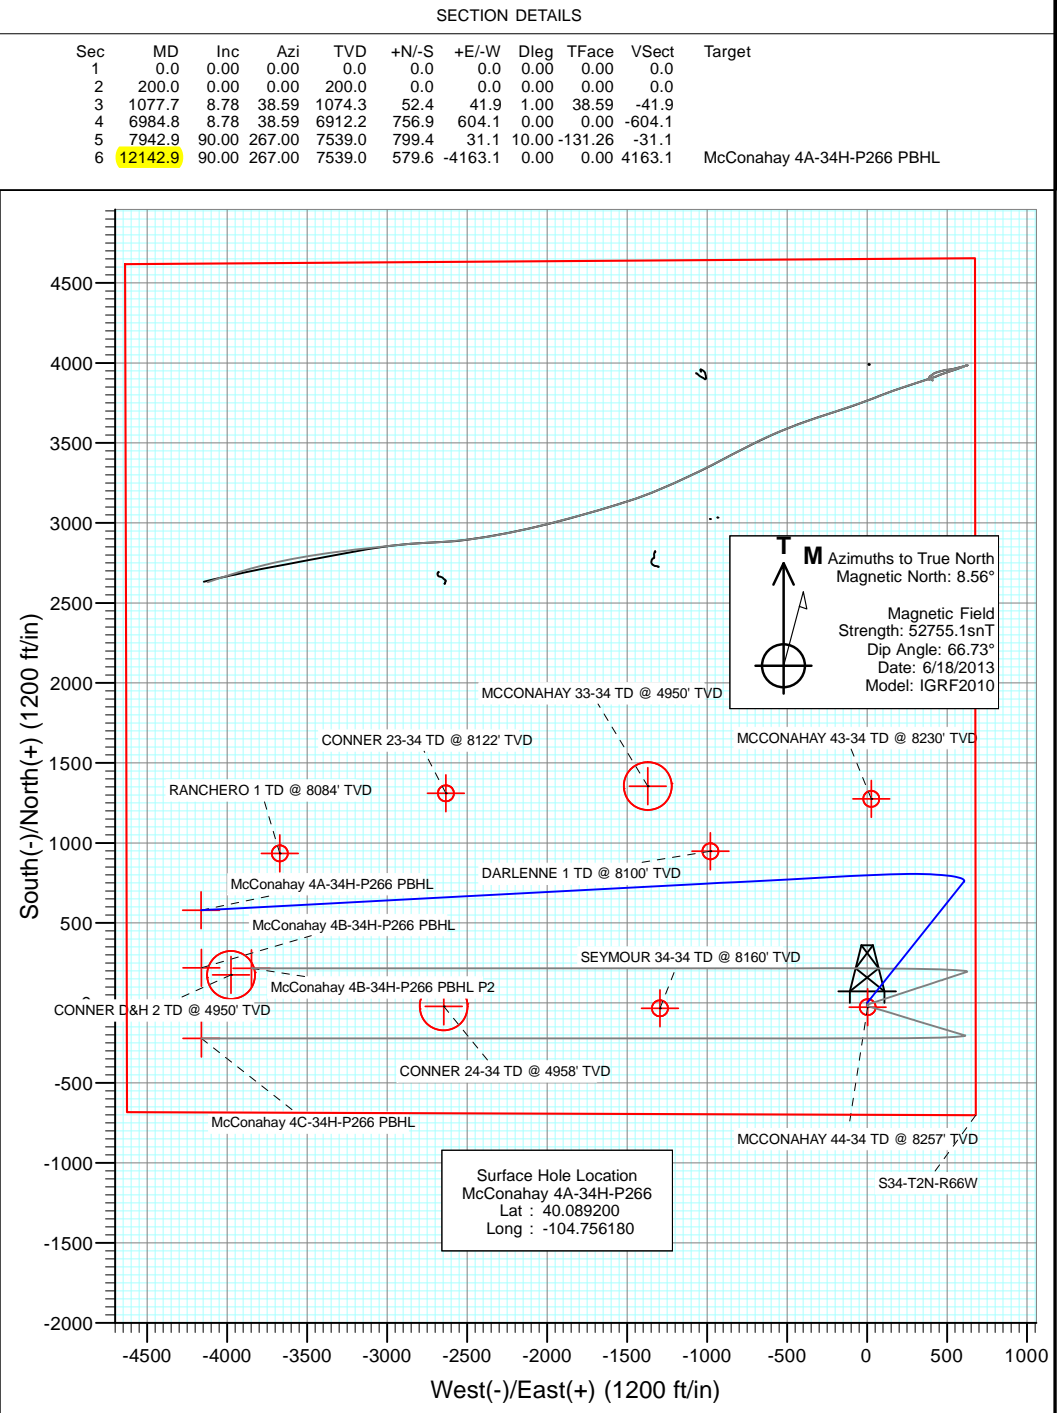 SECTION DETAILS
Sec MD Inc Azi TVD +N/-S +E/-W Dleg TFace VSect Target
1 0.0 0.00 0.00 0.0 0.0 0.0 0.00 0.00 0.0
2 200.0 0.00 0.00 200.0 0.0 0.0 0.00 0.00 0.0
3 1077.7 8.78 38.59 1074.3 52.4 41.9 1.00 38.59 -41.9
4 6984.8 8.78 38.59 6912.2 756.9 604.1 0.00 0.00 -604.1
5 7942.9 90.00 267.00 7539.0 799.4 31.1 10.00 -131.26 -31.1
6 12142.9 90.00 267.00 7539.0 579.6 -4163.1 0.00 0.00 4163.1 McConahay 4A-34H-P266 PBHL
4500
4000
3500
3000
2500
2000
1500
1000
500
0
-500
-1000
-1500
-2000
South(-)/North(+) (1200 ft/in)
T
M
Azimuths to True North
Magnetic North: 8.56°
Magnetic Field
Strength: 52755.1snT
Dip Angle: 66.73°
Date: 6/18/2013
Model: IGRF2010
MCCONAHAY 33-34 TD @ 4950' TVD
CONNER 23-34 TD @ 8122' TVD
MCCONAHAY 43-34 TD @ 8230' TVD
RANCHERO 1 TD @ 8084' TVD
DARLENNE 1 TD @ 8100' TVD
McConahay 4A-34H-P266 PBHL
McConahay 4B-34H-P266 PBHL
SEYMOUR 34-34 TD @ 8160' TVD
McConahay 4B-34H-P266 PBHL P2
CONNER D&H 2 TD @ 4950' TVD
CONNER 24-34 TD @ 4958' TVD
McConahay 4C-34H-P266 PBHL
MCCONAHAY 44-34 TD @ 8257' TVD
S34-T2N-R66W
Surface Hole Location
McConahay 4A-34H-P266
Lat : 40.089200
Long : -104.756180
-4500 -4000 -3500 -3000 -2500 -2000 -1500 -1000 -500 0 500 1000
West(-)/East(+) (1200 ft/in)